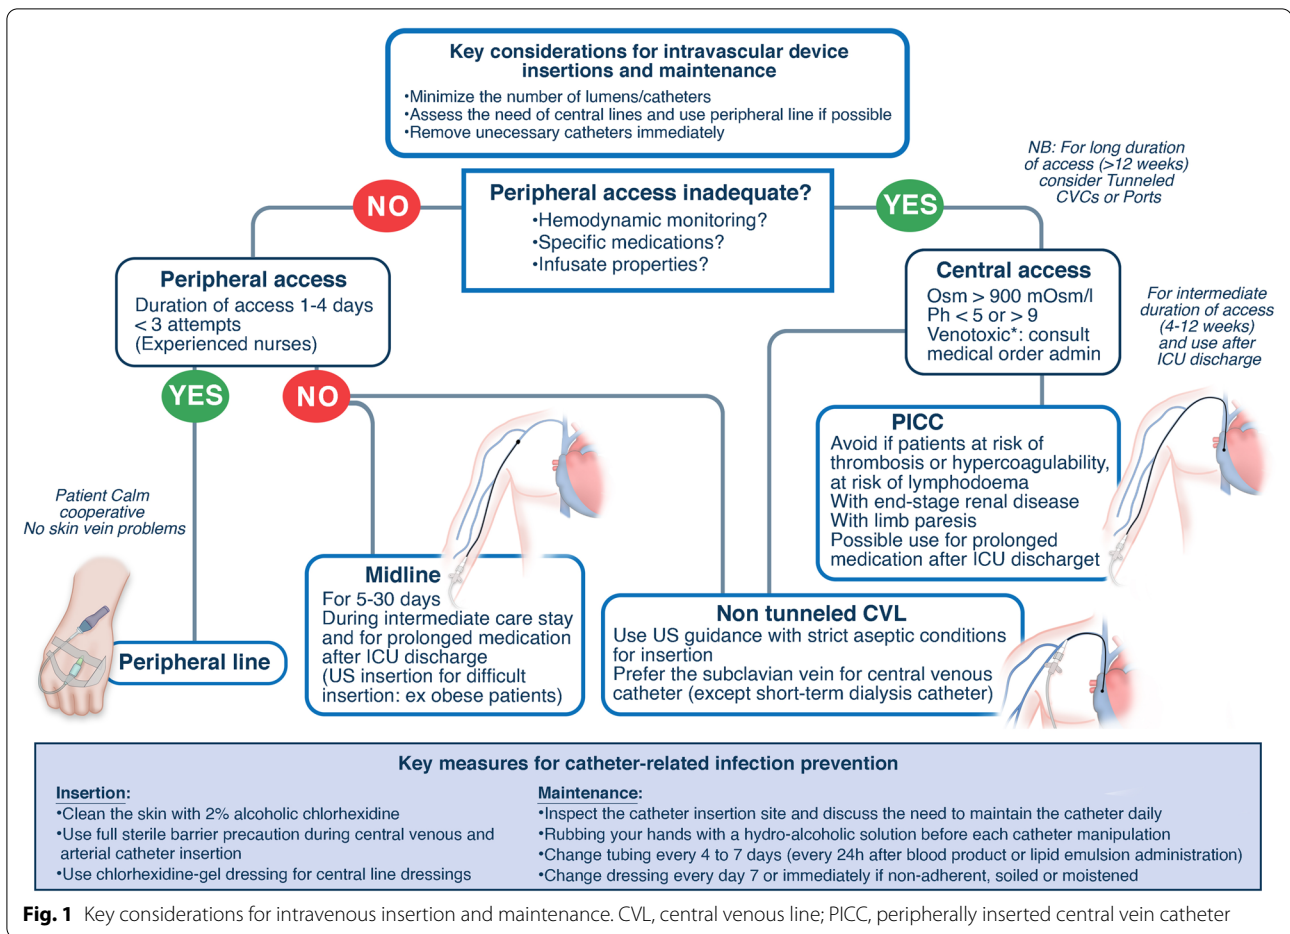 Key considerations for intravascular device
insertions and maintenance
•Minimize the number of lumens/catheters
•Assess the need of central lines and use peripheral line if possible
•Remove unecessary catheters immediately
NB: For long duration
of access (>12 weeks)
consider Tunneled
CVCs or Ports
NO
Peripheral access inadequate?
•Hemodynamic monitoring?
•Specific medications?
•Infusate properties?
YES
Peripheral access
Duration of access 1-4 days
< 3 attempts
(Experienced nurses)
Central access
Osm > 900 mOsm/l
Ph < 5 or > 9
Venotoxic*: consult
medical order admin
For intermediate
duration of access
(4-12 weeks)
and use after
ICU discharge
YES
NO
PICC
Avoid if patients at risk of
thrombosis or hypercoagulability,
at risk of lymphodoema
With end-stage renal disease
With limb paresis
Possible use for prolonged
medication after ICU discharget
Patient Calm
cooperative
No skin vein problems
Peripheral line
Midline
For 5-30 days
During intermediate care stay
and for prolonged medication
after ICU discharge
(US insertion for difficult
insertion: ex obese patients)
Non tunneled CVL
Use US guidance with strict aseptic conditions
for insertion
Prefer the subclavian vein for central venous
catheter (except short-term dialysis catheter)
Key measures for catheter-related infection prevention
Insertion:
•Clean the skin with 2% alcoholic chlorhexidine
•Use full sterile barrier precaution during central venous and
arterial catheter insertion
•Use chlorhexidine-gel dressing for central line dressings
Maintenance:
•Inspect the catheter insertion site and discuss the need to maintain the catheter daily
•Rubbing your hands with a hydro-alcoholic solution before each catheter manipulation
•Change tubing every 4 to 7 days (every 24h after blood product or lipid emulsion administration)
•Change dressing every day 7 or immediately if non-adherent, soiled or moistened
Fig. 1 Key considerations for intravenous insertion and maintenance. CVL, central venous line; PICC, peripherally inserted central vein catheter